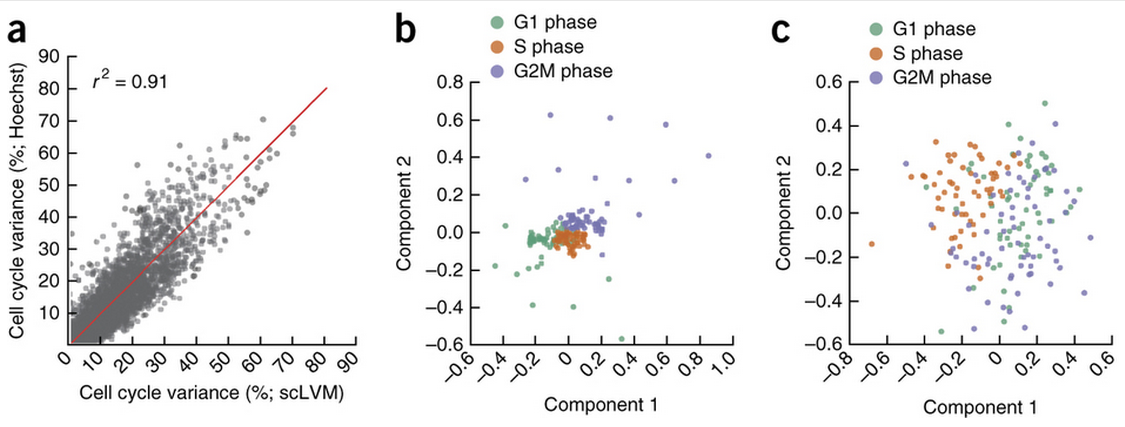 a
r² = 0.91
Cell cycle variance (%; Hoechst)
90
80
70
60
50
40
30
20
10
0 10 20 30 40 50 60 70 80 90
Cell cycle variance (%; scLVM)
b
G1 phase
S phase
G2M phase
Component 2
0.8
0.6
0.4
0.2
0.0
−0.2
−0.4
−0.6
−0.6 −0.4 −0.2 0 0.2 0.4 0.6 0.8 1.0
Component 1
c
G1 phase
S phase
G2M phase
Component 2
0.6
0.4
0.2
0.0
−0.2
−0.4
−0.6
−0.8 −0.6 −0.4 −0.2 0 0.2 0.4 0.6
Component 1